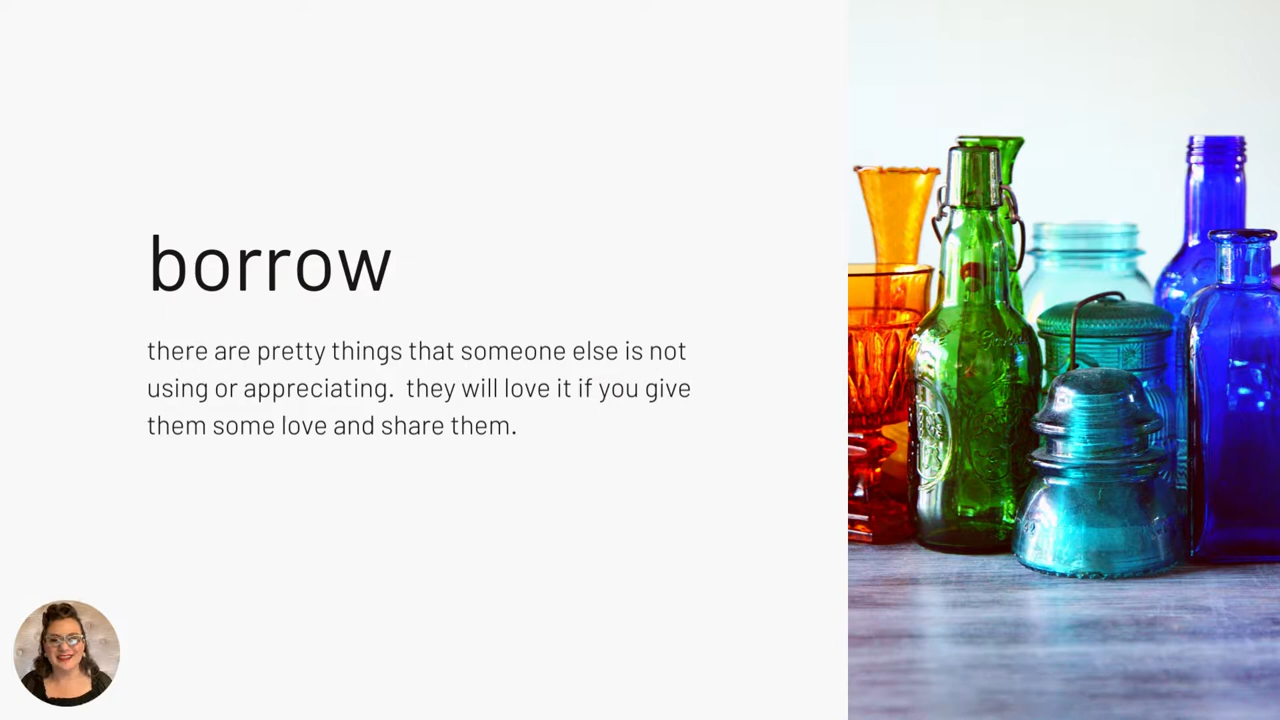 borrow
there are pretty things that someone else is not
using or appreciating.  they will love it if you give
them some love and share them.